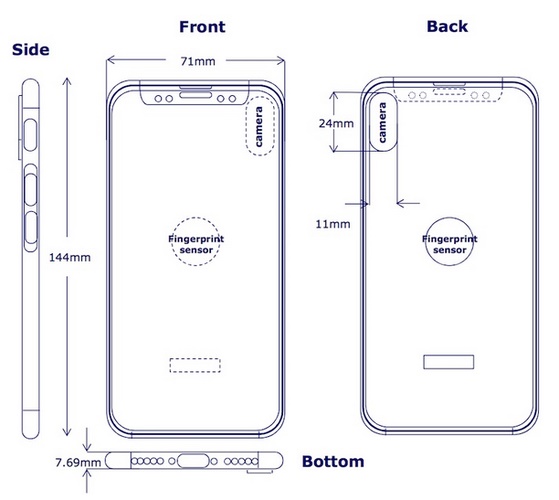 Front
Back
Side
71mm
camera
camera
24mm
11mm
Fingerprint
sensor
Fingerprint
sensor
144mm
7.69mm
Bottom